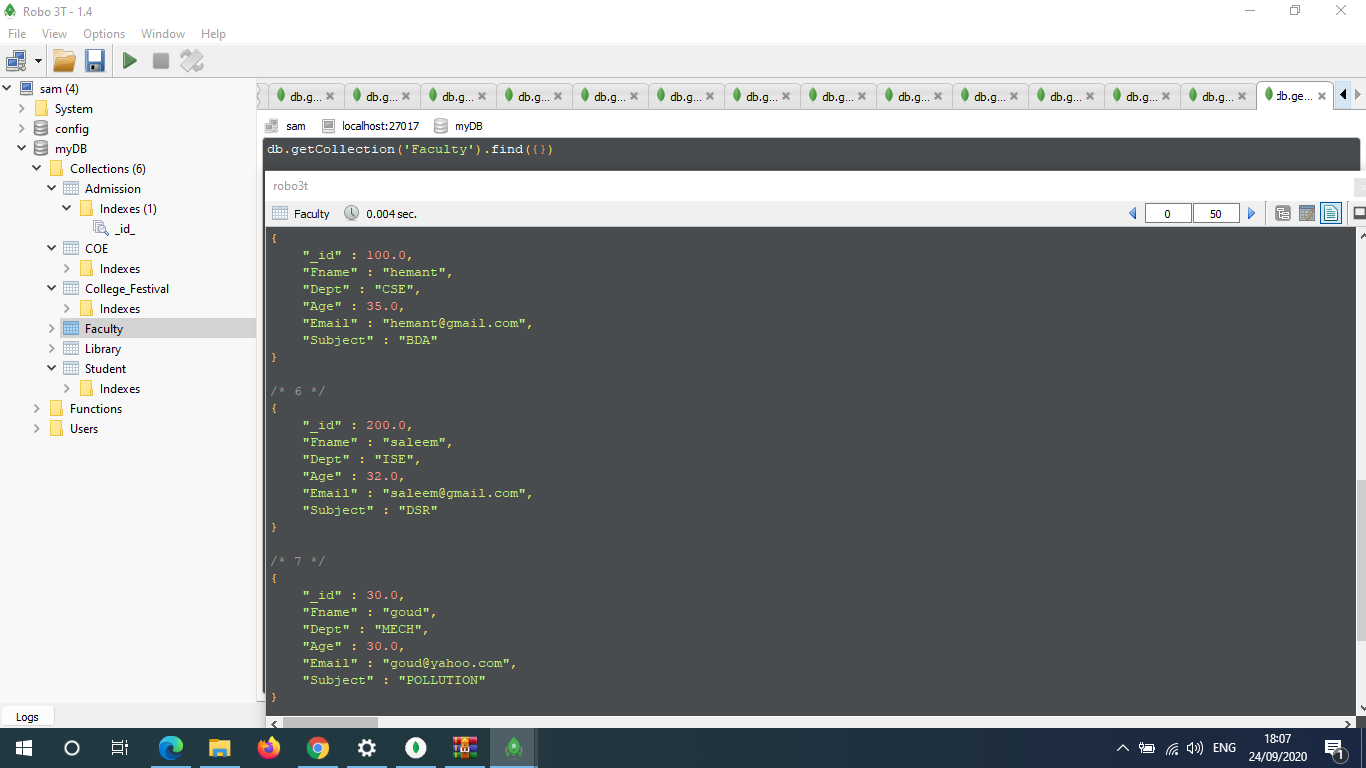 Robo 3T - 1.4
File View Options Window Help
sam (4)
System
config
myDB
Collections (6)
Admission
Indexes (1)
_id_
COE
Indexes
College_Festival
Indexes
Faculty
Library
Student
Indexes
Functions
Users
Logs
db.g... db.g... db.g... db.g... db.g... db.g... db.g... db.g... db.g... db.g... db.g... db.g... db.g... db.ge...
sam localhost:27017 myDB
db.getCollection('Faculty').find({})
robo3t
Faculty 0.004 sec. 0 50
{
"_id" : 100.0,
"Fname" : "hemant",
"Dept" : "CSE",
"Age" : 35.0,
"Email" : "hemant@gmail.com",
"Subject" : "BDA"
}
/* 6 */
{
"_id" : 200.0,
"Fname" : "saleem",
"Dept" : "ISE",
"Age" : 32.0,
"Email" : "saleem@gmail.com",
"Subject" : "DSR"
}
/* 7 */
{
"_id" : 30.0,
"Fname" : "goud",
"Dept" : "MECH",
"Age" : 30.0,
"Email" : "goud@yahoo.com",
"Subject" : "POLLUTION"
}
ENG
18:07
24/09/2020
1